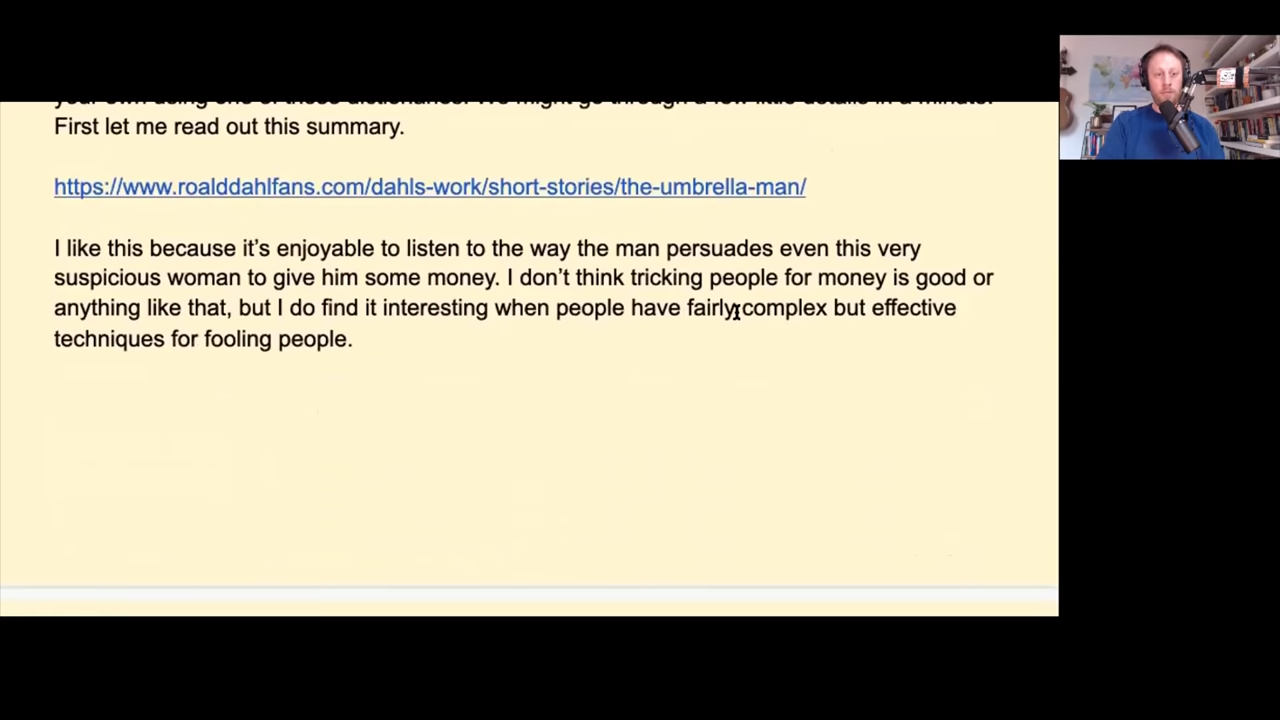 First let me read out this summary.
https://www.roalddahlfans.com/dahls-work/short-stories/the-umbrella-man/
I like this because it’s enjoyable to listen to the way the man persuades even this very
suspicious woman to give him some money. I don’t think tricking people for money is good or
anything like that, but I do find it interesting when people have fairly complex but effective
techniques for fooling people.